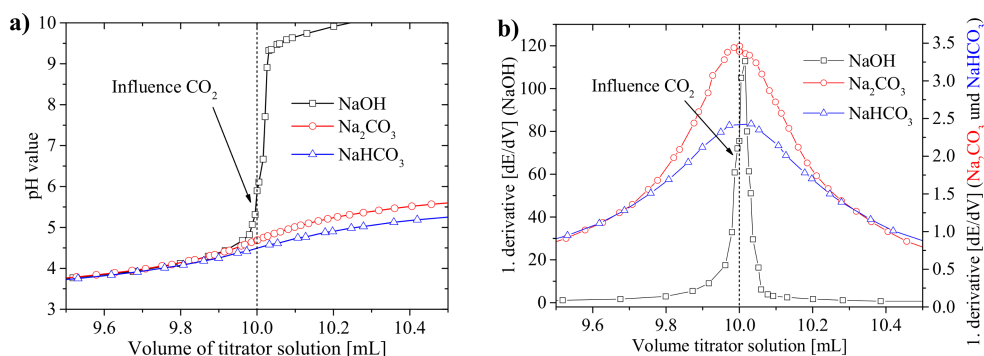 a)
10
9
8
7
6
5
4
3
pH value
Influence CO2
NaOH
Na2CO3
NaHCO3
9.6 9.8 10.0 10.2 10.4
Volume of titrator solution [mL]
b)
120
100
80
60
40
20
0
1. derivative [dE/dV] (NaOH)
Influence CO2
NaOH
Na2CO3
NaHCO3
3.5
3.0
2.5
2.0
1.5
1.0
0.5
0.0
1. derivative [dE/dV] (Na2CO3 und NaHCO3)
9.6 9.8 10.0 10.2 10.4
Volume titrator solution [mL]